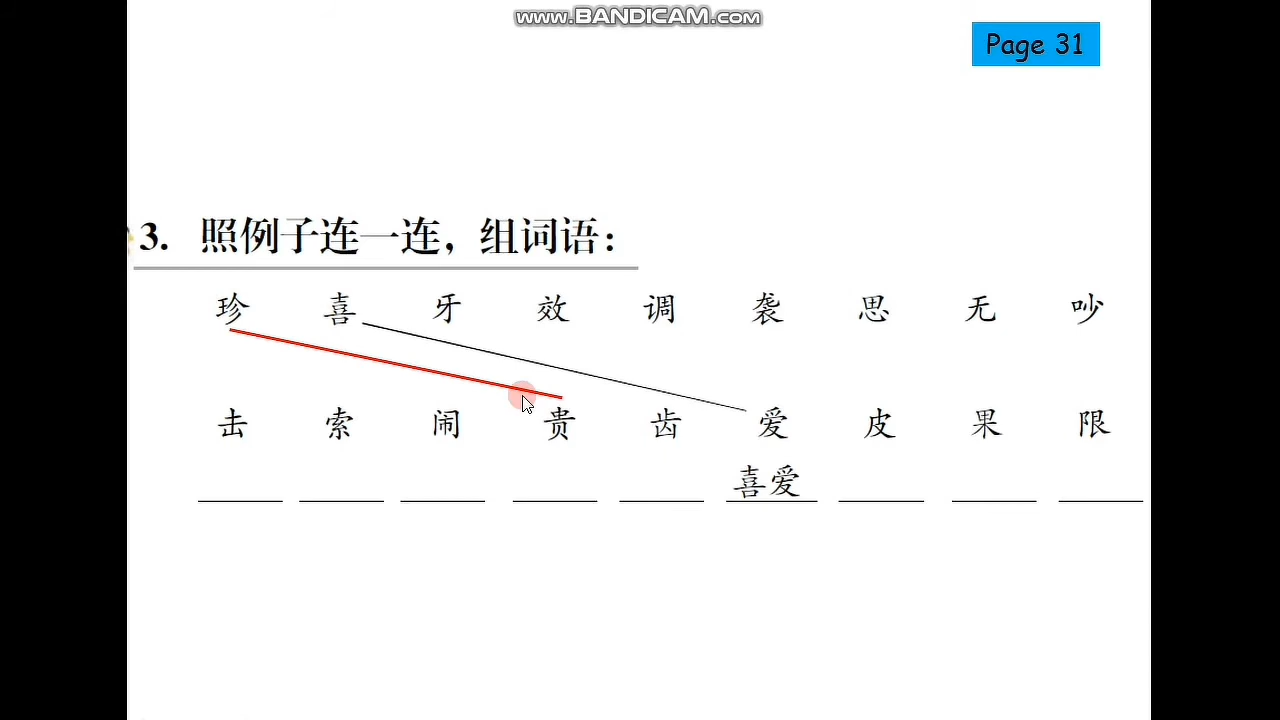 www.BANDICAM.com
Page 31
3. 照例子连一连，组词语：
珍 喜 牙 效 调 袭 思 无 吵
击 索 闹 贵 齿 爱 皮 果 限
喜爱